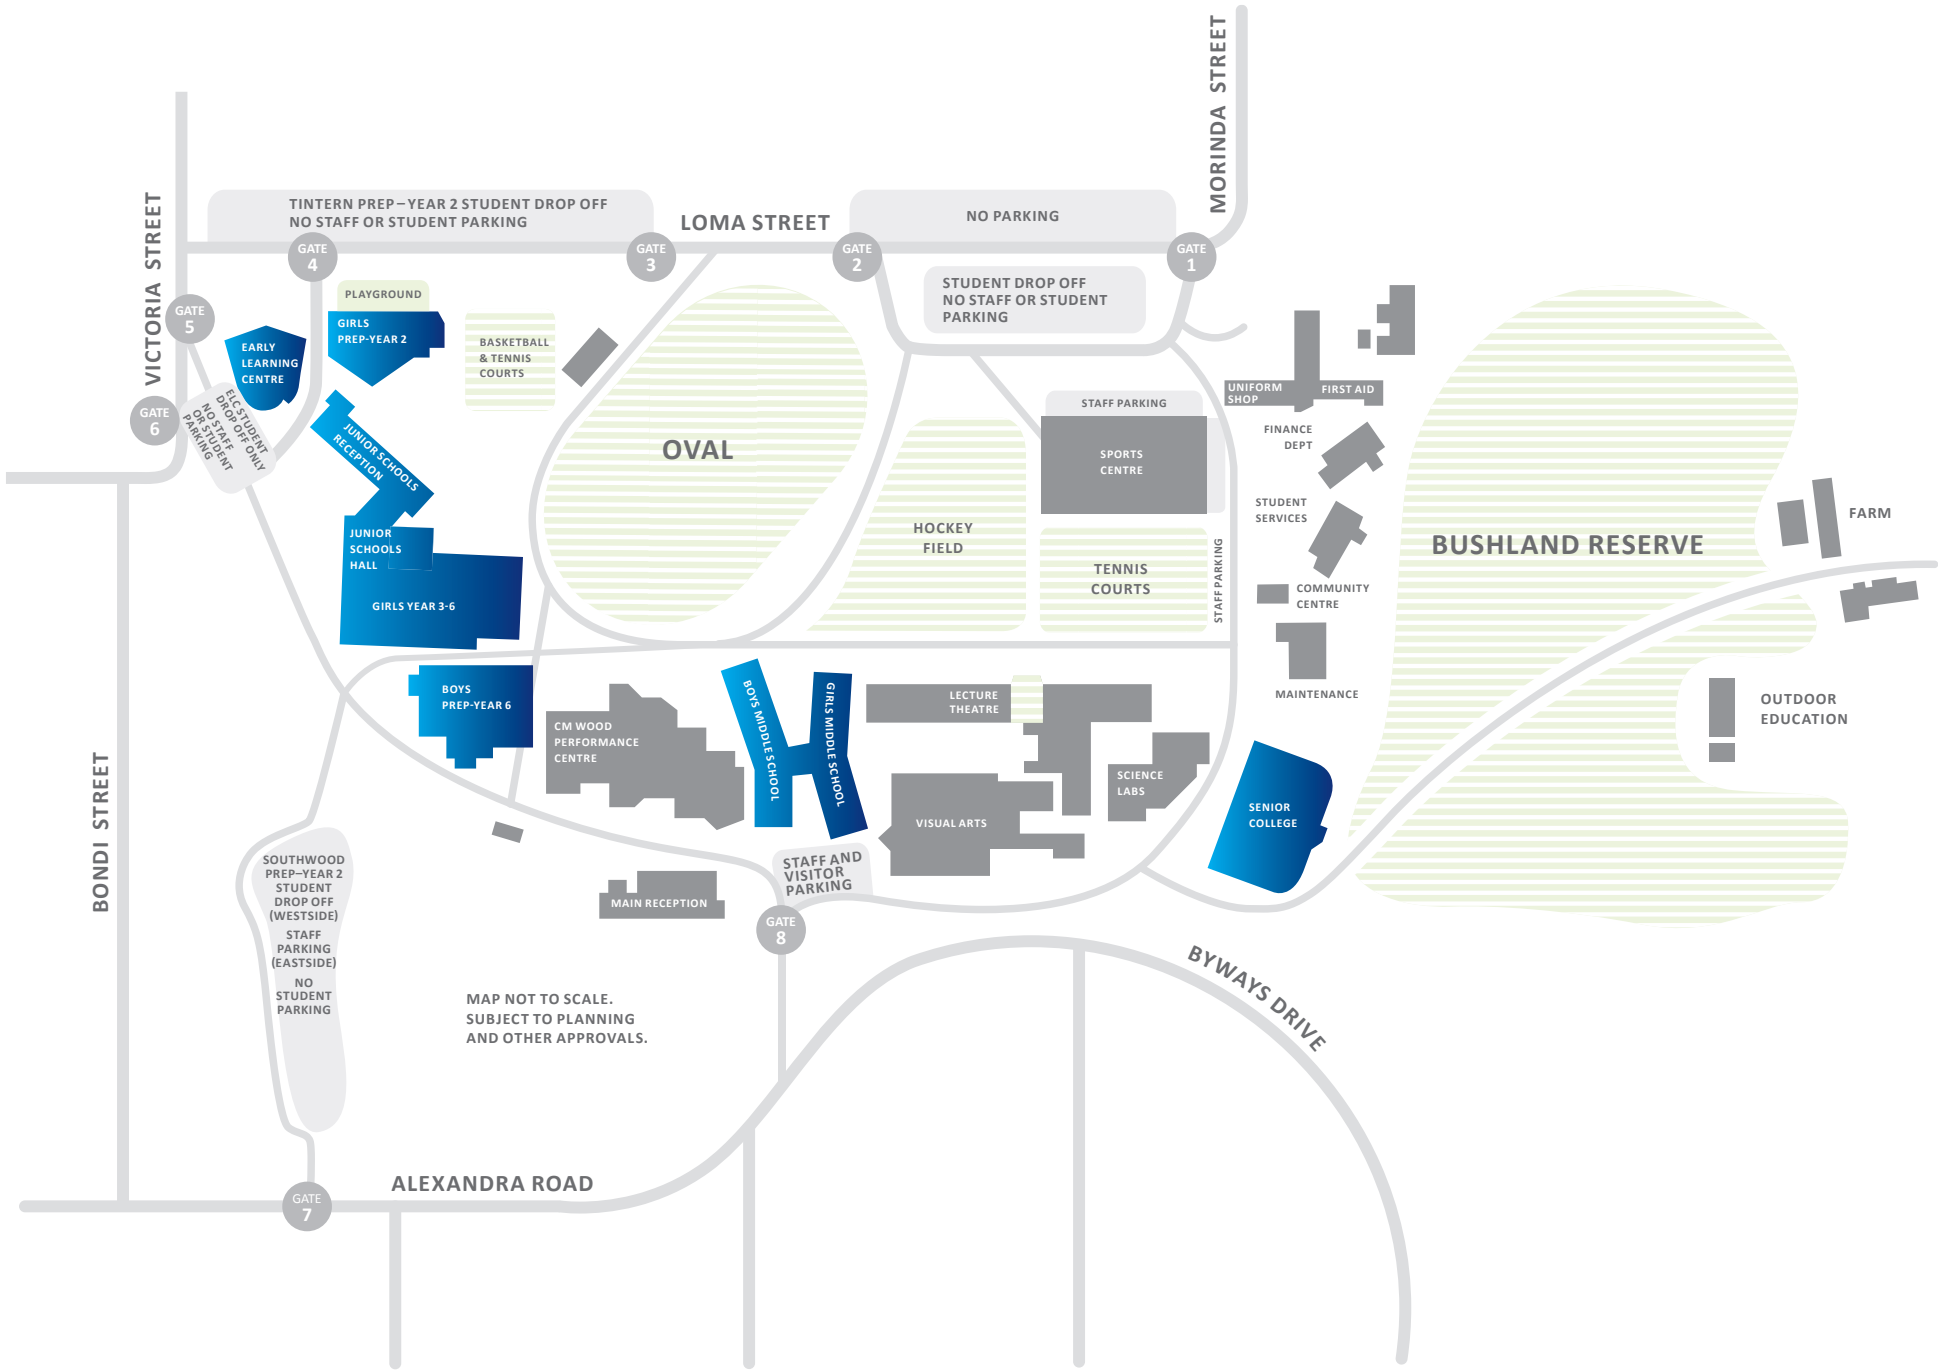 MORINDA STREET
VICTORIA STREET
TINTERN PREP–YEAR 2 STUDENT DROP OFF
NO STAFF OR STUDENT PARKING
LOMA STREET
NO PARKING
GATE
4
GATE
3
GATE
2
GATE
1
STUDENT DROP OFF
NO STAFF OR STUDENT
PARKING
PLAYGROUND
GATE
5
GIRLS
PREP-YEAR 2
EARLY
LEARNING
CENTRE
BASKETBALL
& TENNIS
COURTS
UNIFORM
SHOP
FIRST AID
GATE
6
ELC STUDENT
DROP OFF ONLY
NO STAFF
OR STUDENT
PARKING
STAFF PARKING
JUNIOR SCHOOLS
RECEPTION
OVAL
FINANCE
DEPT
SPORTS
CENTRE
STUDENT
SERVICES
FARM
JUNIOR
SCHOOLS
HALL
HOCKEY
FIELD
BUSHLAND RESERVE
TENNIS
COURTS
STAFF PARKING
COMMUNITY
CENTRE
GIRLS YEAR 3-6
BOYS
PREP-YEAR 6
BOYS MIDDLE SCHOOL
GIRLS MIDDLE SCHOOL
LECTURE
THEATRE
MAINTENANCE
OUTDOOR
EDUCATION
CM WOOD
PERFORMANCE
CENTRE
SCIENCE
LABS
VISUAL ARTS
SENIOR
COLLEGE
BONDI STREET
SOUTHWOOD
PREP–YEAR 2
STUDENT
DROP OFF
(WESTSIDE)
STAFF
PARKING
(EASTSIDE)
NO
STUDENT
PARKING
STAFF AND
VISITOR
PARKING
MAIN RECEPTION
GATE
8
BYWAYS DRIVE
MAP NOT TO SCALE.
SUBJECT TO PLANNING
AND OTHER APPROVALS.
ALEXANDRA ROAD
GATE
7